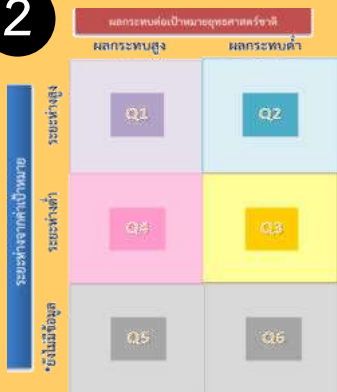 2
ผลกระทบต่อเป้าหมายยุทธศาสตร์ชาติ
ผลกระทบสูง ผลกระทบต่ำ
ระยะห่างจากค่าเป้าหมาย
ระยะห่างสูง
Q1 Q2
ระยะห่างต่ำ
Q4 Q3
*ยังไม่มีข้อมูล
Q5 Q6